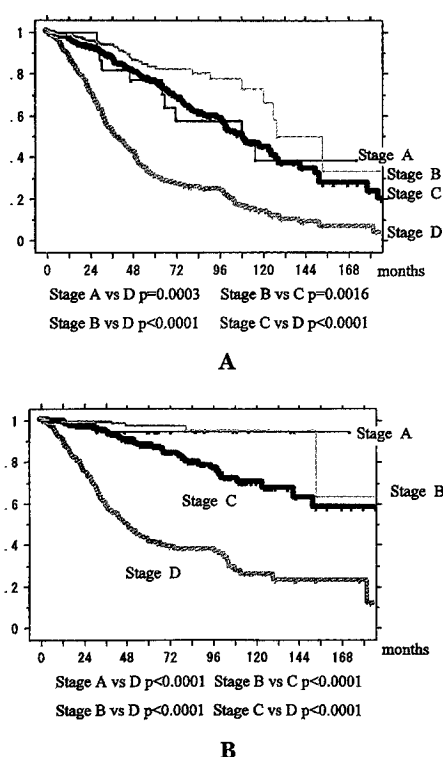 1
.8
.6
.4
.2
0
Stage A
Stage B
Stage C
Stage D
0 24 48 72 96 120 144 168 months
Stage A vs D p=0.0003 Stage B vs C p=0.0016
Stage B vs D p<0.0001 Stage C vs D p<0.0001
A
1
.8
.6
.4
.2
0
Stage A
Stage B
Stage C
Stage D
0 24 48 72 96 120 144 168 months
Stage A vs D p<0.0001 Stage B vs C p<0.0001
Stage B vs D p<0.0001 Stage C vs D p<0.0001
B